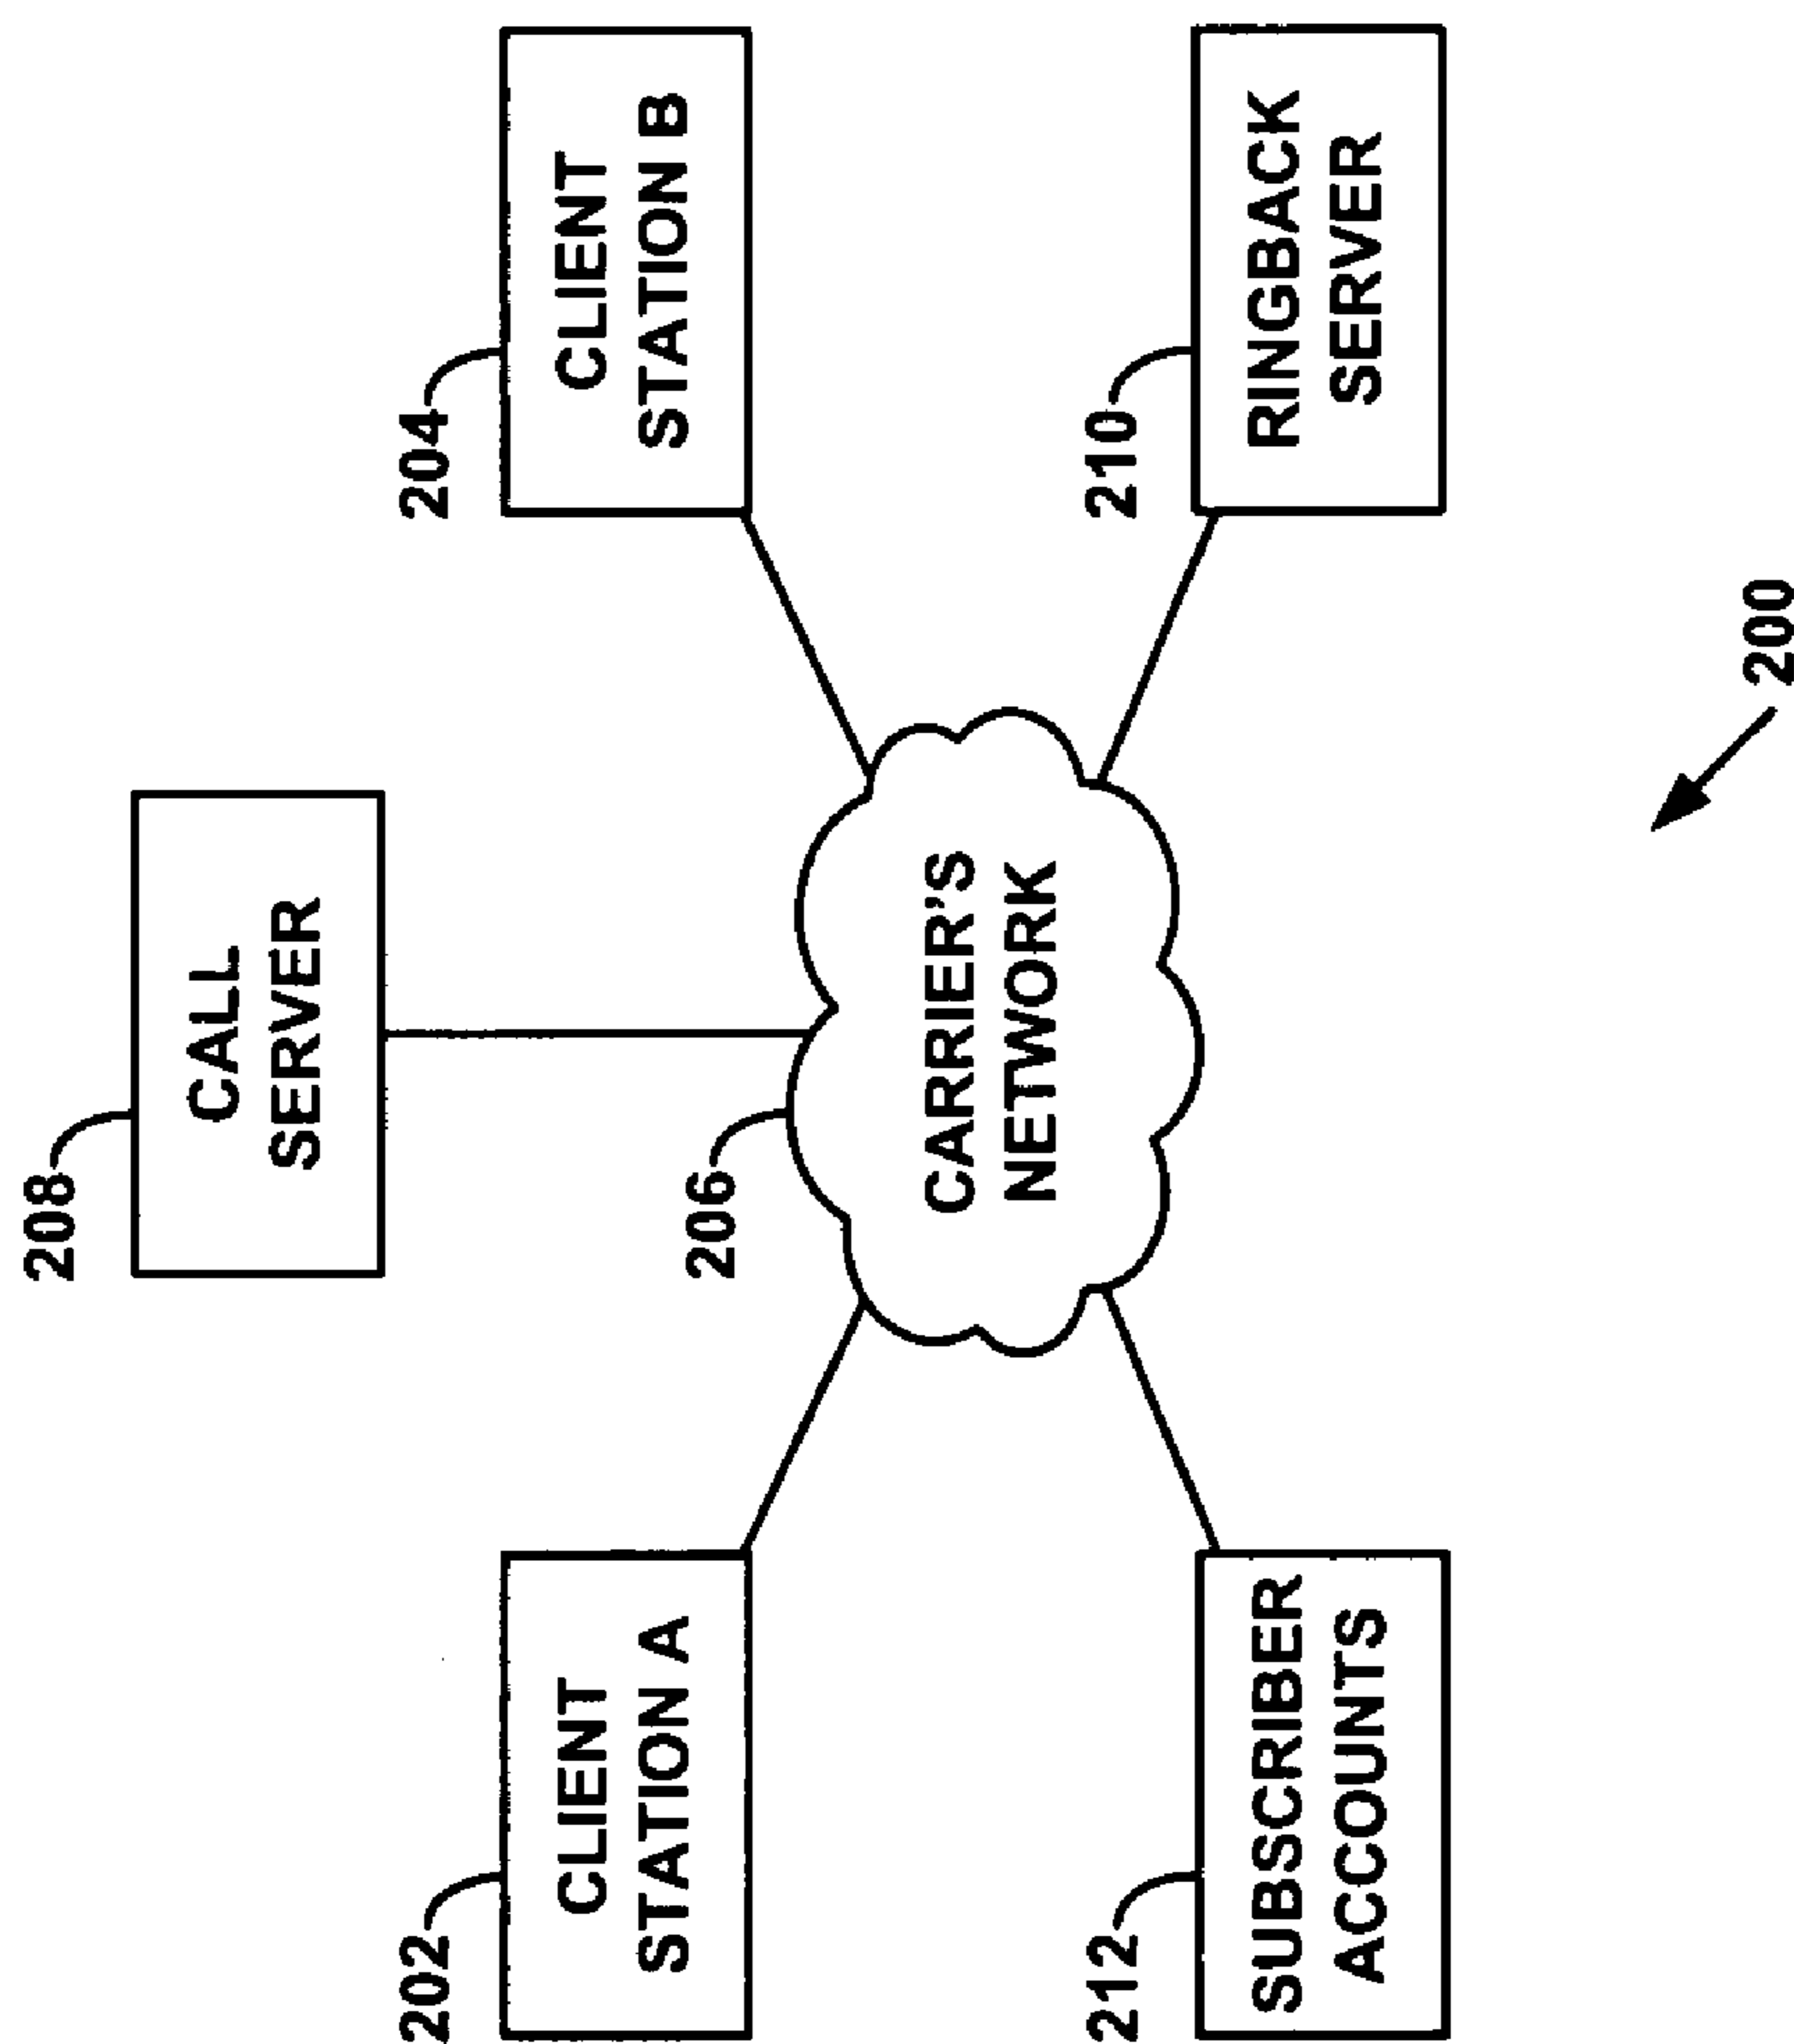 208
CALL
SERVER
202
CLIENT
STATION A
204
CLIENT
STATION B
206
CARRIER'S
NETWORK
212
SUBSCRIBER
ACCOUNTS
210
RINGBACK
SERVER
200